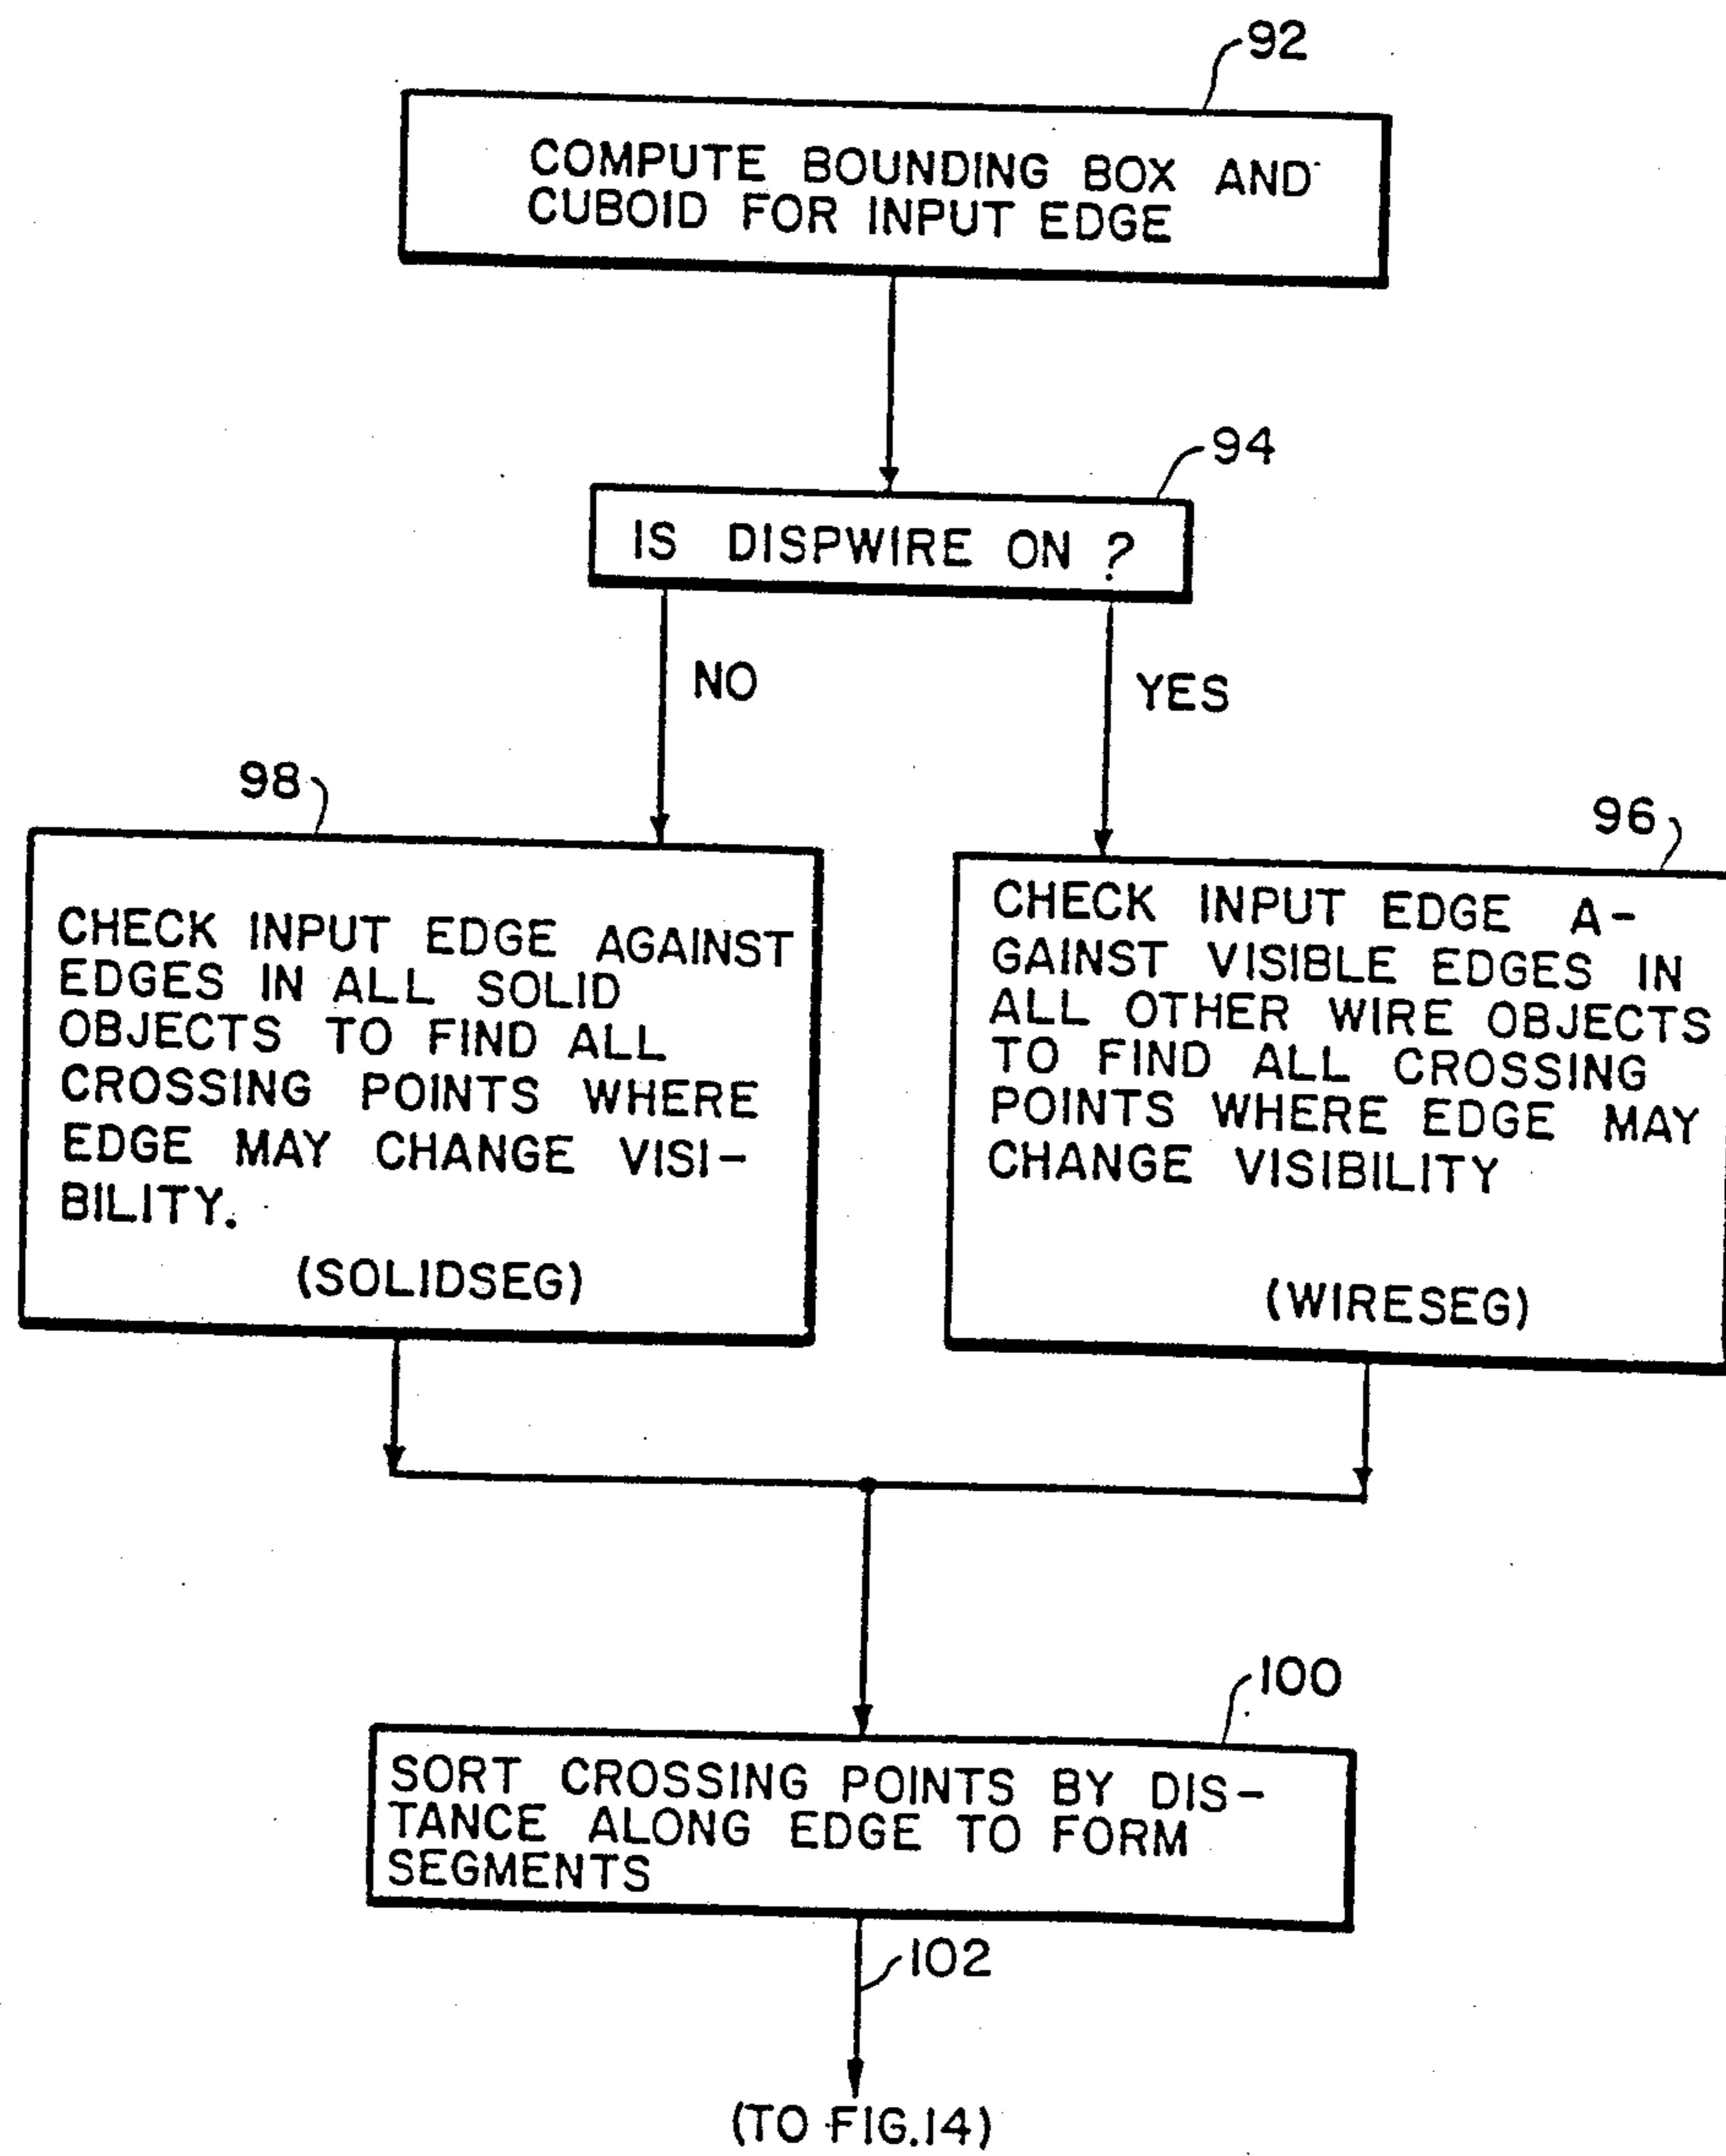 92
COMPUTE BOUNDING BOX AND
CUBOID FOR INPUT EDGE
94
IS DISPWIRE ON ?
NO
YES
98
CHECK INPUT EDGE AGAINST
EDGES IN ALL SOLID
OBJECTS TO FIND ALL
CROSSING POINTS WHERE
EDGE MAY CHANGE VISI-
BILITY.
(SOLIDSEG)
96
CHECK INPUT EDGE A-
GAINST VISIBLE EDGES IN
ALL OTHER WIRE OBJECTS
TO FIND ALL CROSSING
POINTS WHERE EDGE MAY
CHANGE VISIBILITY
(WIRESEG)
100
SORT CROSSING POINTS BY DIS-
TANCE ALONG EDGE TO FORM
SEGMENTS
102
(TO FIG.14)